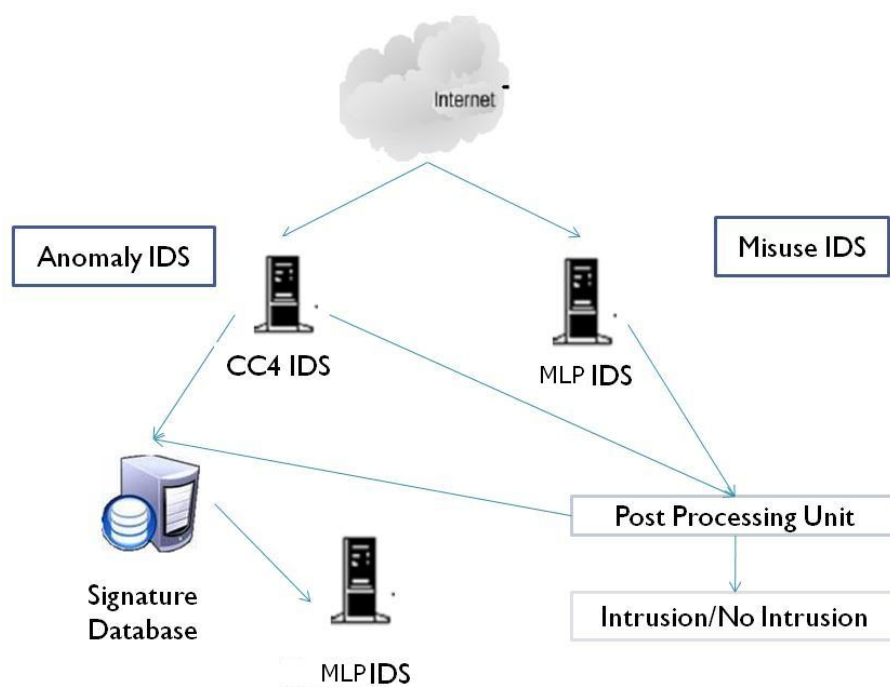 Internet
Anomaly IDS
Misuse IDS
CC4 IDS
MLP IDS
Post Processing Unit
Signature
Database
Intrusion/No Intrusion
MLP IDS